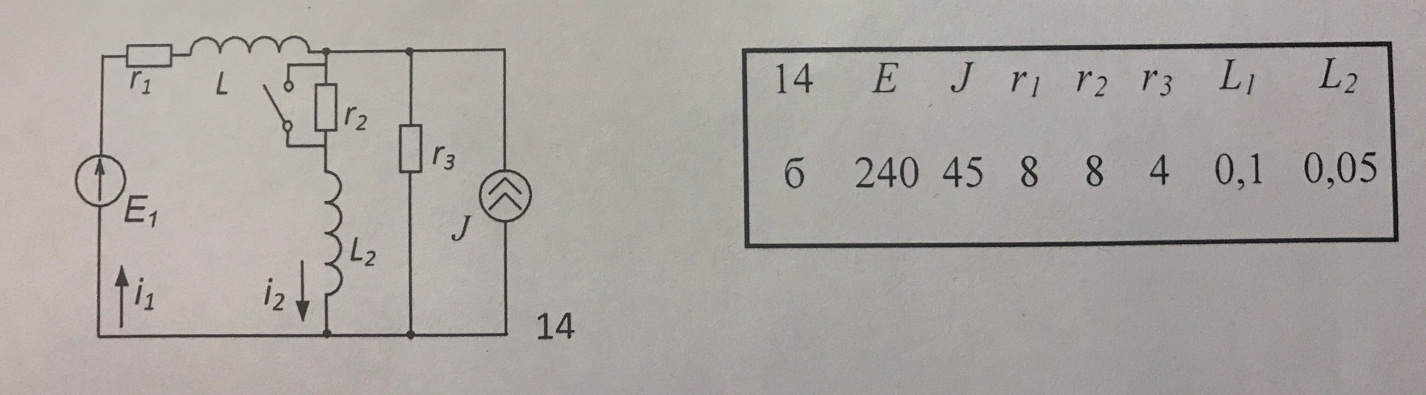 r₁ L r₂ r₃
E₁ J L₂
i₁ i₂ 14
14 E J r₁ r₂ r₃ L₁ L₂
6 240 45 8 8 4 0,1 0,05